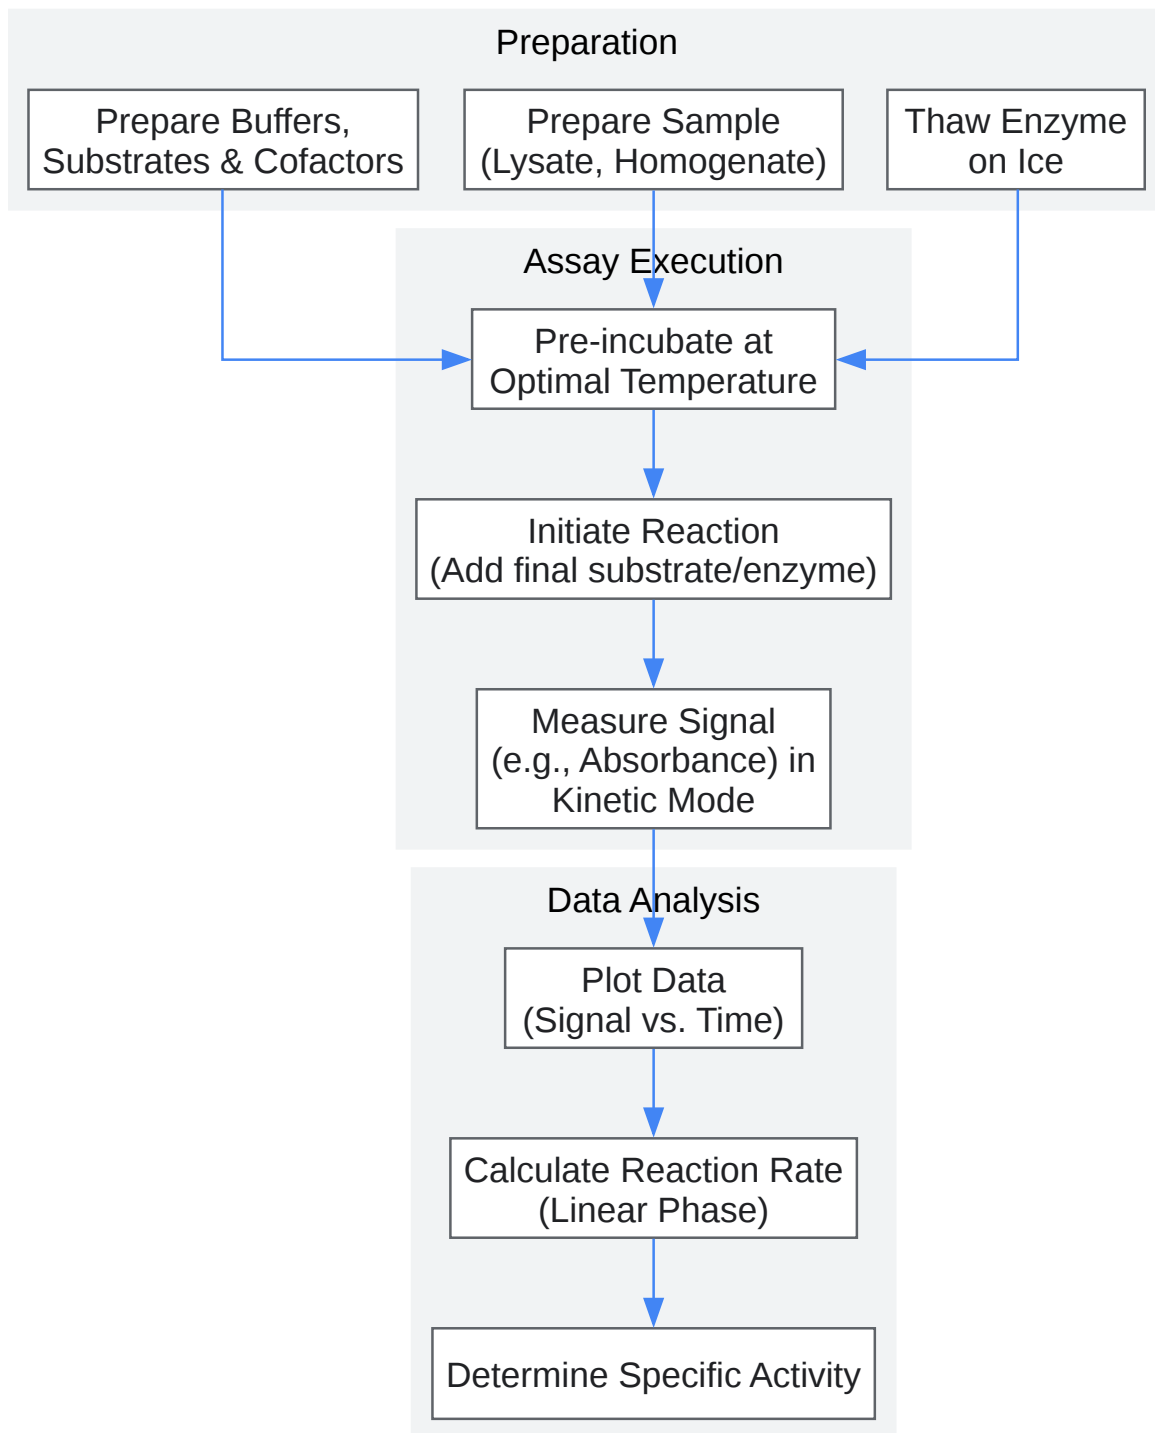 Preparation
Prepare Buffers,
Substrates & Cofactors
Prepare Sample
(Lysate, Homogenate)
Thaw Enzyme
on Ice
Assay Execution
Pre-incubate at
Optimal Temperature
Initiate Reaction
(Add final substrate/enzyme)
Measure Signal
(e.g., Absorbance) in
Kinetic Mode
Data Analysis
Plot Data
(Signal vs. Time)
Calculate Reaction Rate
(Linear Phase)
Determine Specific Activity